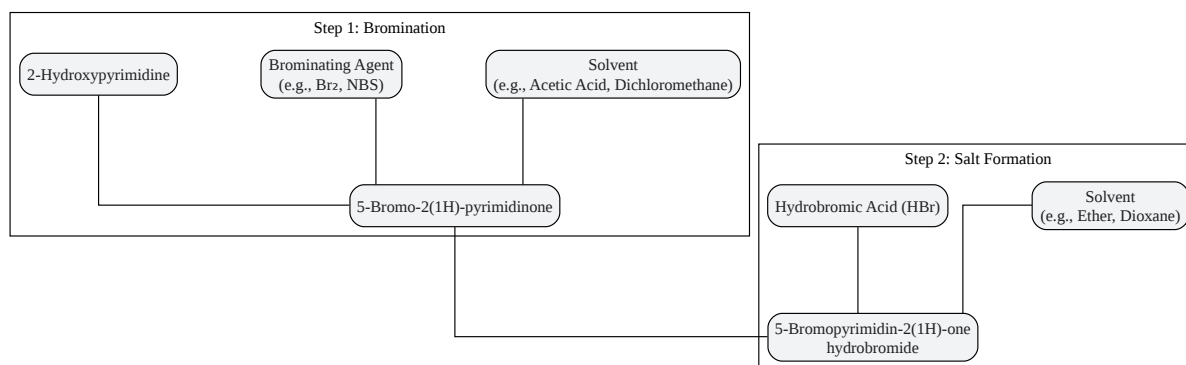 Step 1: Bromination
2-Hydroxypyrimidine
Brominating Agent
(e.g., Br₂, NBS)
Solvent
(e.g., Acetic Acid, Dichloromethane)
5-Bromo-2(1H)-pyrimidinone
Step 2: Salt Formation
Hydrobromic Acid (HBr)
Solvent
(e.g., Ether, Dioxane)
5-Bromopyrimidin-2(1H)-one
hydrobromide